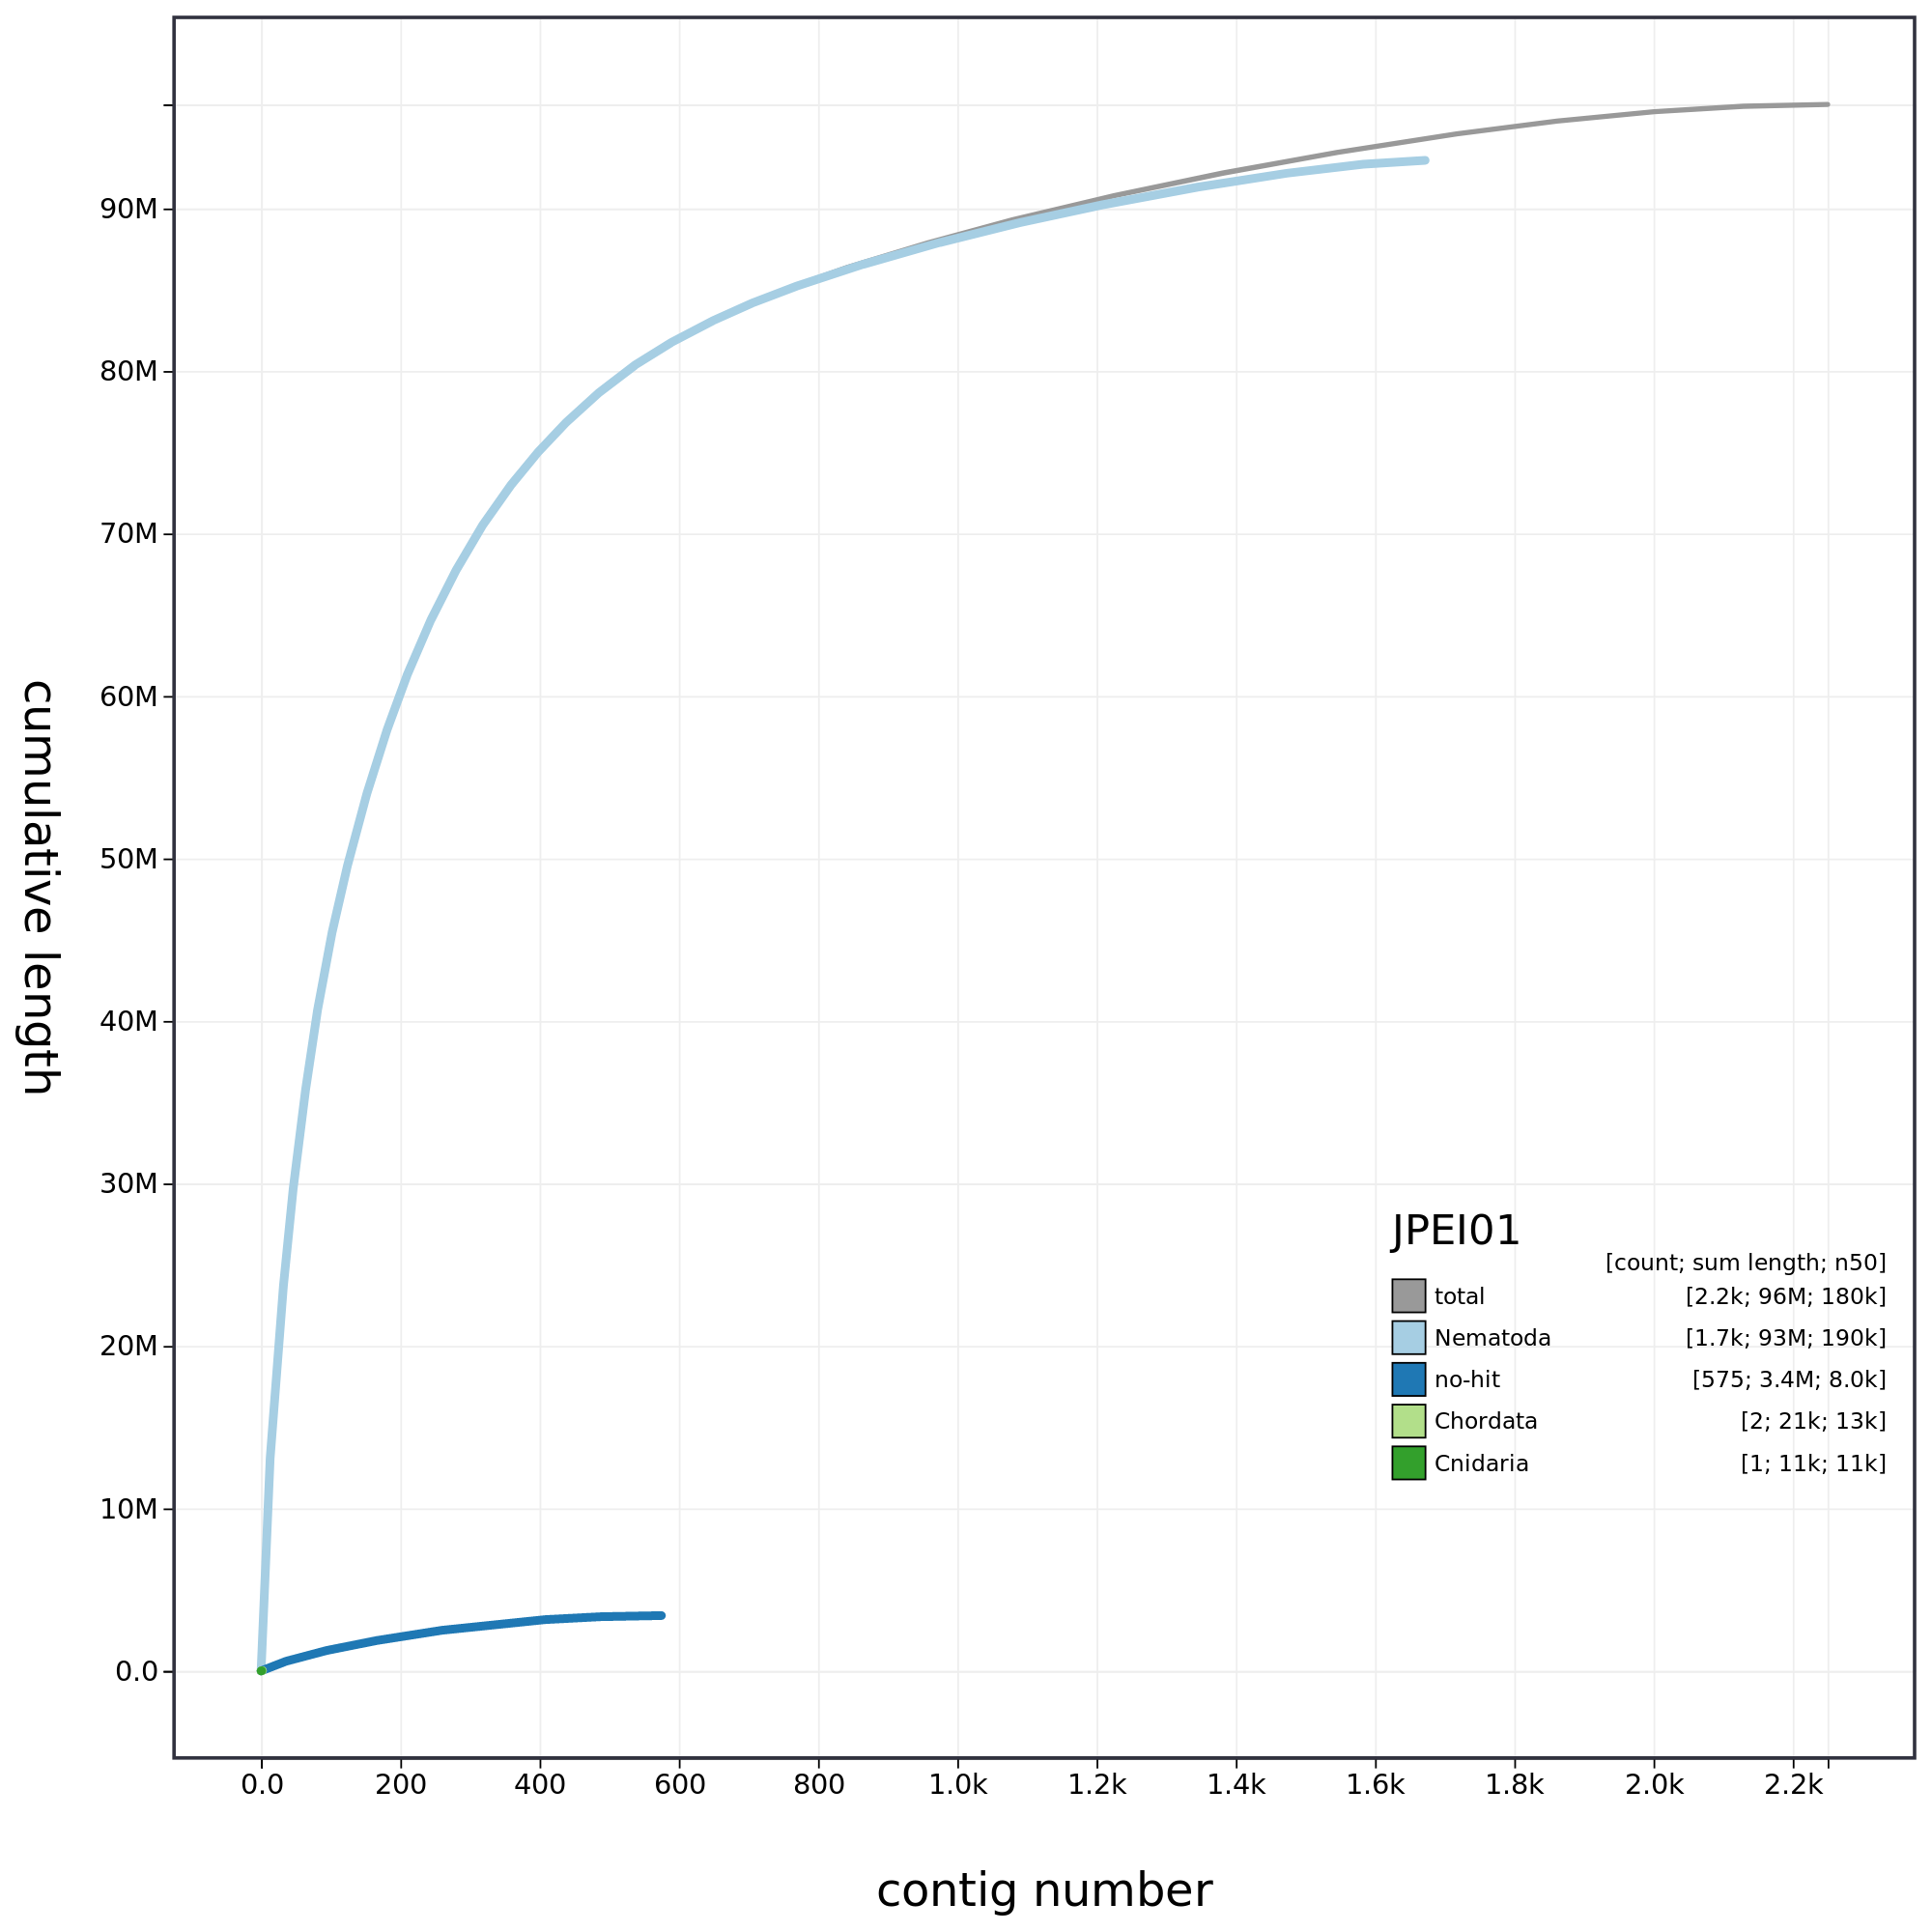 cumulative length
90M
80M
70M
60M
50M
40M
30M
20M
10M
0.0
JPEI01
[count; sum length; n50]
total [2.2k; 96M; 180k]
Nematoda [1.7k; 93M; 190k]
no-hit [575; 3.4M; 8.0k]
Chordata [2; 21k; 13k]
Cnidaria [1; 11k; 11k]
0.0 200 400 600 800 1.0k 1.2k 1.4k 1.6k 1.8k 2.0k 2.2k
contig number